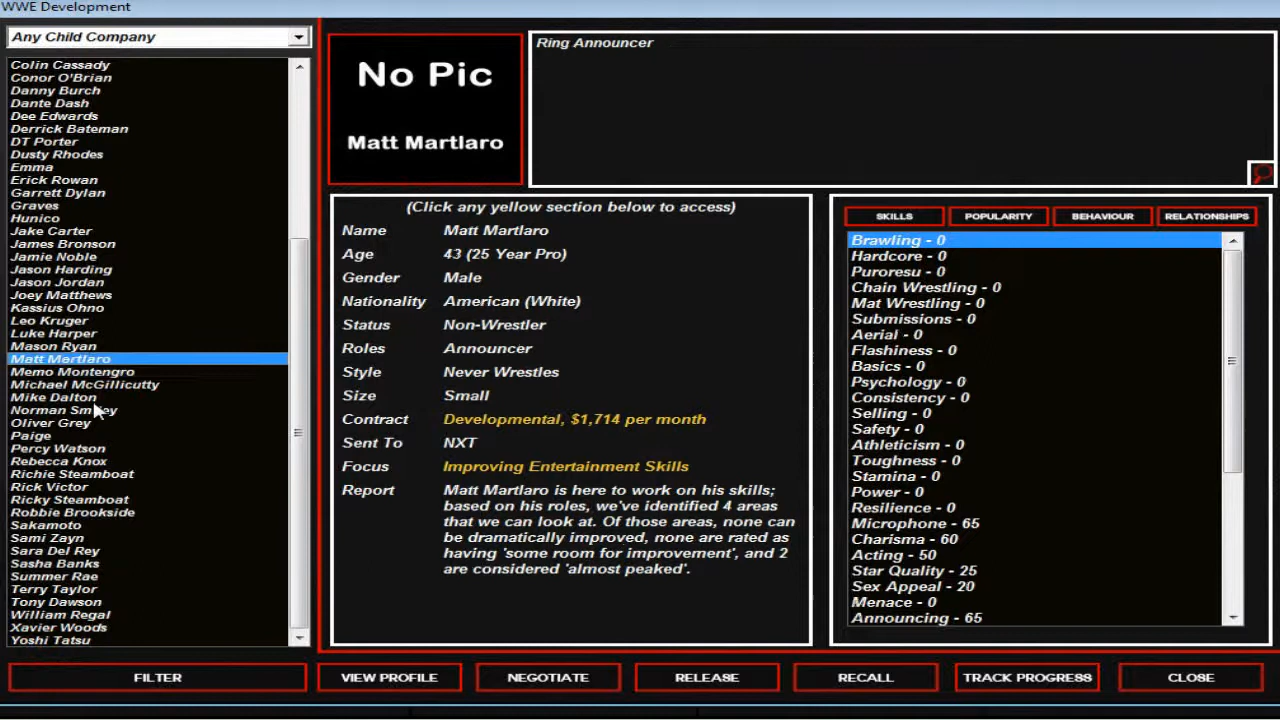 WWE Development
Any Child Company
Colin Cassady
Conor O'Brian
Danny Burch
Dante Dash
Dee Edwards
Derrick Bateman
DT Porter
Dusty Rhodes
Emma
Erick Rowan
Garrett Dylan
Graves
Hunico
Jake Carter
James Bronson
Jamie Noble
Jason Harding
Jason Jordan
Joey Matthews
Kassius Ohno
Leo Kruger
Luke Harper
Mason Ryan
Matt Martlaro
Memo Montengro
Michael McGillicutty
Mike Dalton
Norman Smiley
Oliver Grey
Paige
Percy Watson
Rebecca Knox
Richie Steamboat
Rick Victor
Ricky Steamboat
Robbie Brookside
Sakamoto
Sami Zayn
Sara Del Rey
Sasha Banks
Summer Rae
Terry Taylor
Tony Dawson
William Regal
Xavier Woods
Yoshi Tatsu
FILTER
No Pic
Matt Martlaro
Ring Announcer
(Click any yellow section below to access)
Name Matt Martlaro
Age 43 (25 Year Pro)
Gender Male
Nationality American (White)
Status Non-Wrestler
Roles Announcer
Style Never Wrestles
Size Small
Contract Developmental, $1,714 per month
Sent To NXT
Focus Improving Entertainment Skills
Report Matt Martlaro is here to work on his skills;
based on his roles, we've identified 4 areas
that we can look at. Of those areas, none can
be dramatically improved, none are rated as
having 'some room for improvement', and 2
are considered 'almost peaked'.
SKILLS POPULARITY BEHAVIOUR RELATIONSHIPS
Brawling - 0
Hardcore - 0
Puroresu - 0
Chain Wrestling - 0
Mat Wrestling - 0
Submissions - 0
Aerial - 0
Flashiness - 0
Basics - 0
Psychology - 0
Consistency - 0
Selling - 0
Safety - 0
Athleticism - 0
Toughness - 0
Stamina - 0
Power - 0
Resilience - 0
Microphone - 65
Charisma - 60
Acting - 50
Star Quality - 25
Sex Appeal - 20
Menace - 0
Announcing - 65
VIEW PROFILE NEGOTIATE RELEASE RECALL TRACK PROGRESS CLOSE